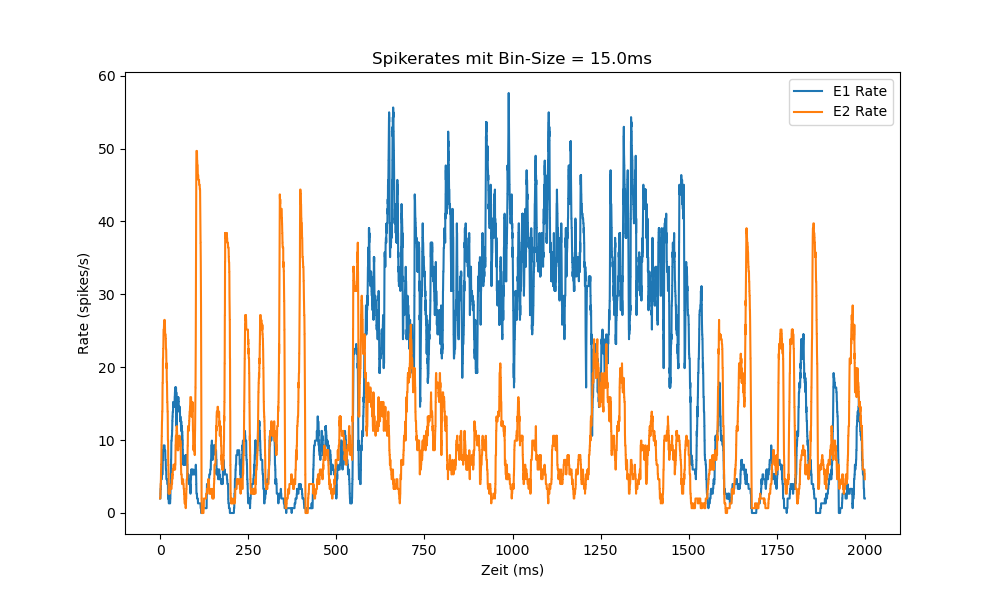 Spikerates mit Bin-Size = 15.0ms
E1 Rate
E2 Rate
60
50
40
30
20
10
0
Rate (spikes/s)
0 250 500 750 1000 1250 1500 1750 2000
Zeit (ms)